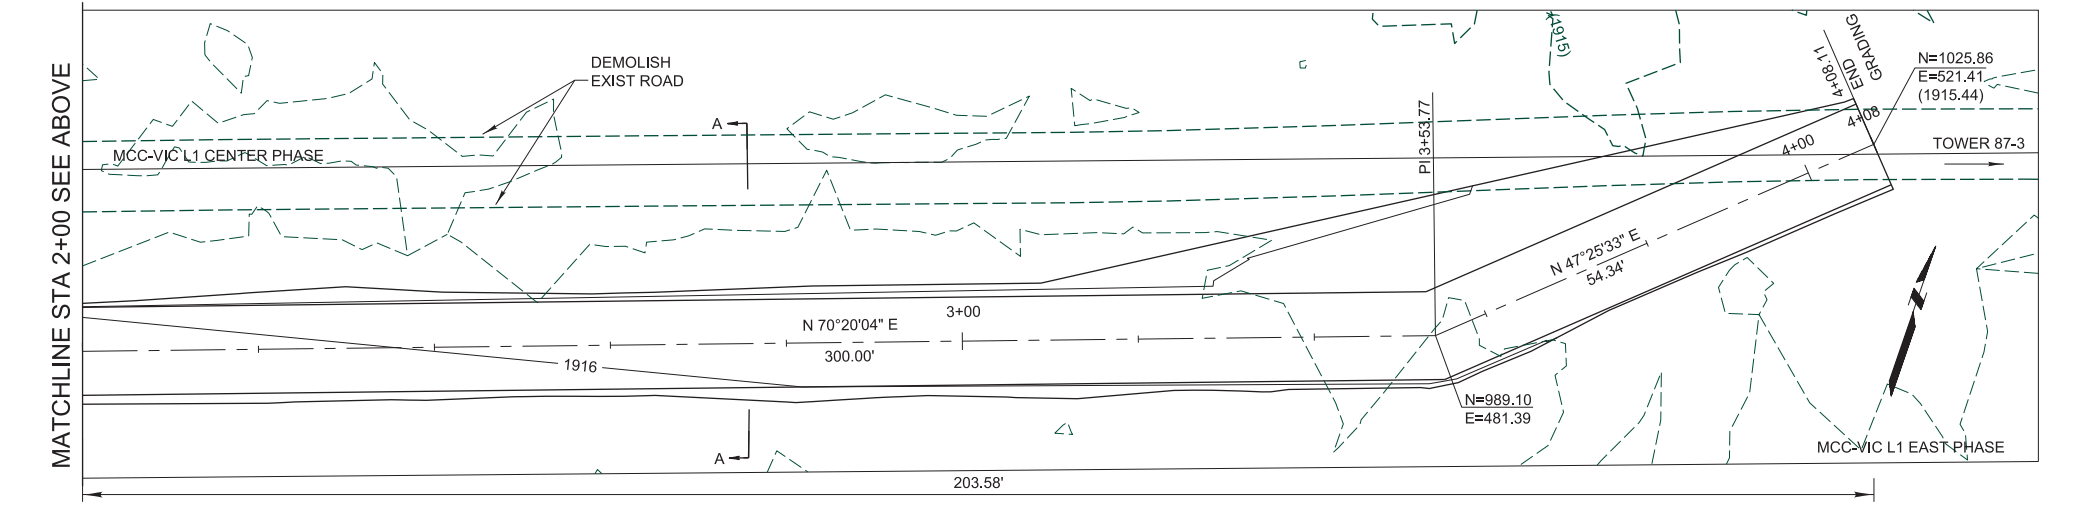 MATCHLINE STA 2+00 SEE ABOVE
DEMOLISH
EXIST ROAD
MCC-VIC L1 CENTER PHASE
A
PI 3+53.77
(1915)
4+08.11
END
GRADING
N=1025.86
E=521.41
(1915.44)
4+08
4+00
TOWER 87-3
N 47°25'33" E
54.34'
3+00
N 70°20'04" E
300.00'
1916
N=989.10
E=481.39
A
MCC-VIC L1 EAST PHASE
203.58'